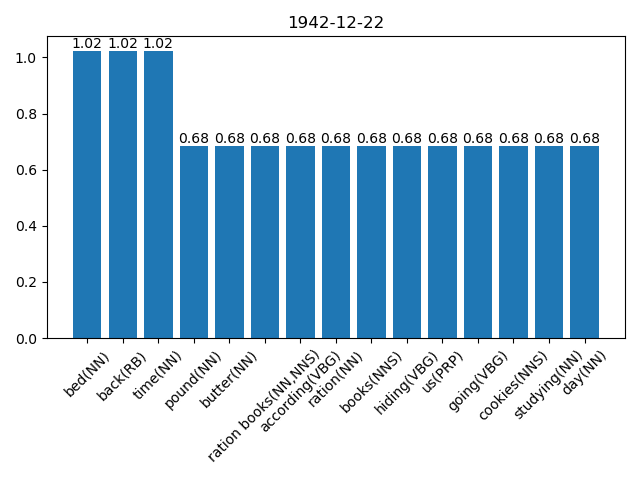 1942-12-22
1.02 1.02 1.02 0.68 0.68 0.68 0.68 0.68 0.68 0.68 0.68 0.68 0.68 0.68 0.68
1.0
0.8
0.6
0.4
0.2
0.0
bed(NN)
back(RB)
time(NN)
pound(NN)
butter(NN)
ration books(NN,NNS)
according(VBG)
ration(NN)
books(NNS)
hiding(VBG)
us(PRP)
going(VBG)
cookies(NNS)
studying(NN)
day(NN)